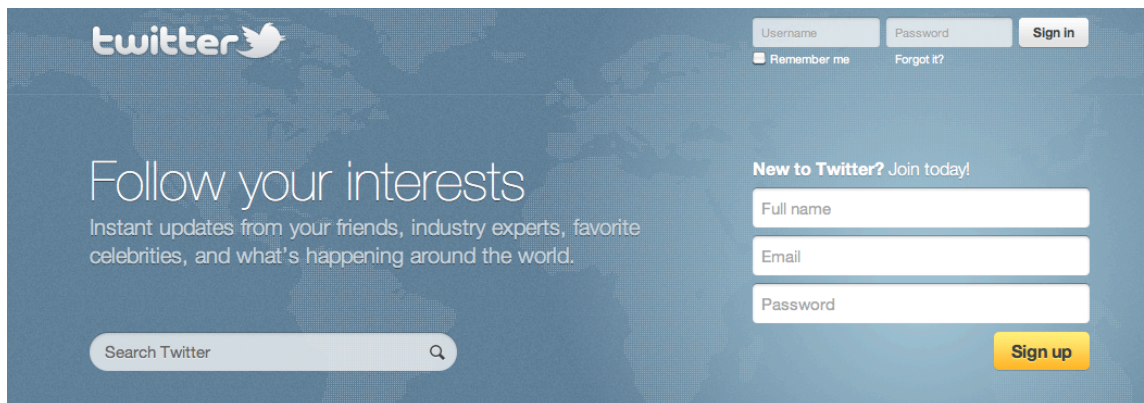 twitter
Username Password Sign in
Remember me Forgot it?
Follow your interests
Instant updates from your friends, industry experts, favorite
celebrities, and what's happening around the world.
Search Twitter
New to Twitter? Join today!
Full name
Email
Password
Sign up